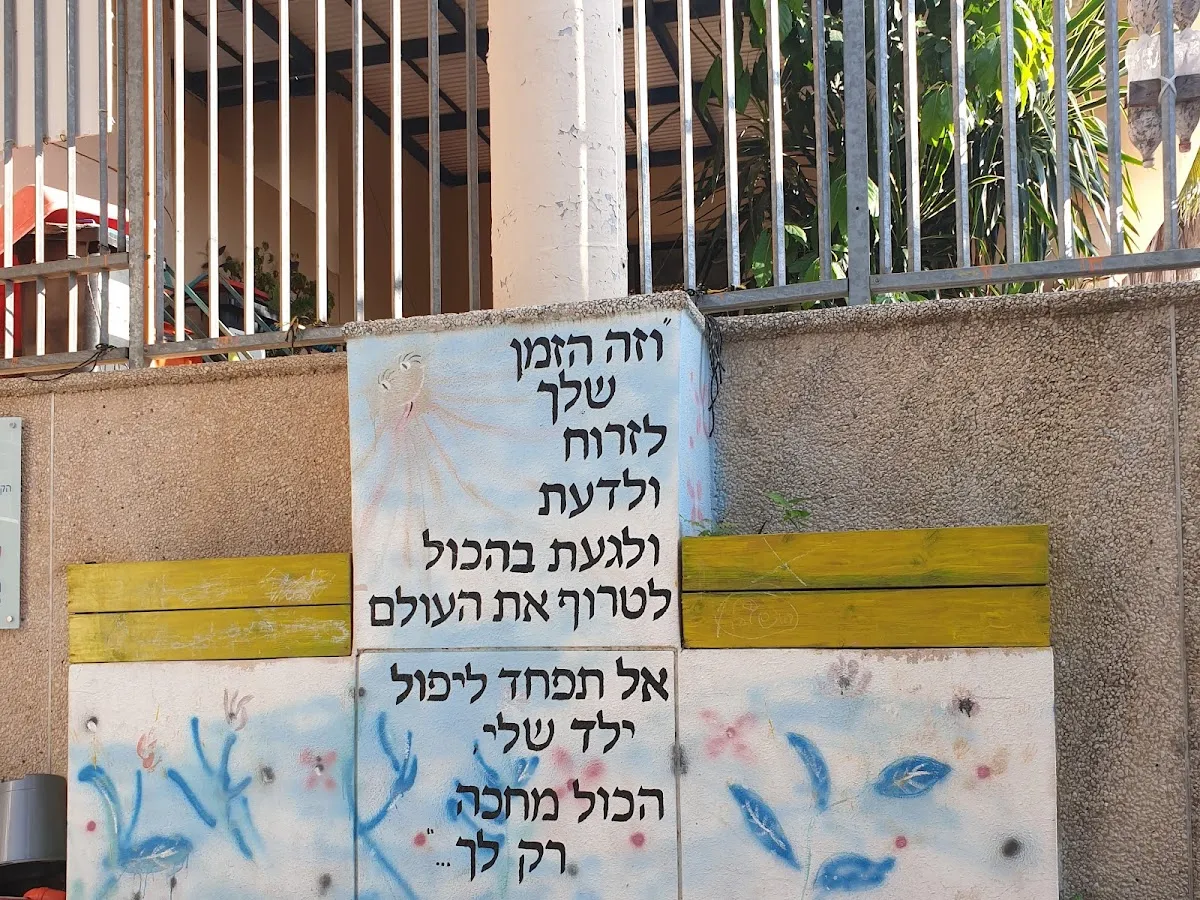 "וזה הזמן
שלך
לזרוח
ולדעת
ולגעת בהכול
לטרוף את העולם
אל תפחד ליפול
ילד שלי,
הכול מחכה
רק לך..."